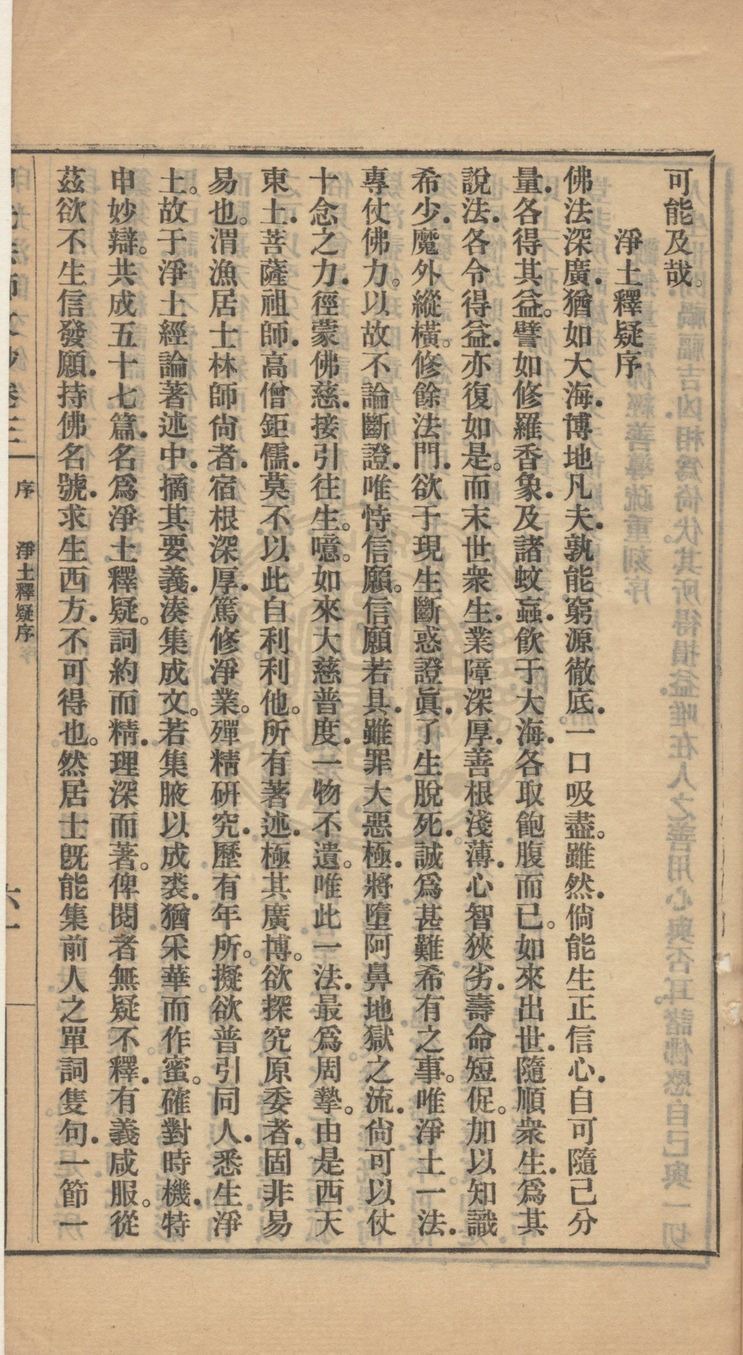 可能及哉。
淨土釋疑序
佛法深廣．猶如大海．博地凡夫．孰能窮源徹底．一口吸盡。雖然．倘能生正信心．自可隨己分
量．各得其益。譬如修羅香象．及諸蚊蝱．飲于大海．各取飽腹而已。如來出世．隨順衆生．爲其
說法．各令得益．亦復如是。而末世衆生．業障深厚．善根淺薄．心智狹劣．壽命短促。加以知識
希少．魔外縱橫．修餘法門．欲于現生斷惑證眞．了生脫死．誠爲甚難希有之事。唯淨土一法．
專仗佛力。以故不論斷證．唯恃信願。信願若具．雖罪大惡極．將墮阿鼻地獄之流．尙可以仗
十念之力．徑蒙佛慈．接引往生。噫。如來大慈普度．一物不遺。唯此一法．最爲周摯。由是西天
東土．菩薩祖師．高僧鉅儒．莫不以此自利利他。所有著述．極其廣博。欲探究原委者．固非易
易也。渭漁居士林師尙者．宿根深厚．篤修淨業。殫精硏究．歷有年所。擬欲普引同人．悉生淨
土。故于淨土經論著述中．摘其要義．湊集成文。若集腋以成裘．猶采華而作蜜。確對時機．特
申妙辯。共成五十七篇．名爲淨土釋疑。詞約而精．理深而著。俾閱者無疑不釋．有義咸服。從
茲欲不生信發願．持佛名號．求生西方．不可得也。然居士既能集前人之單詞隻句．一節一
序　淨土釋疑序